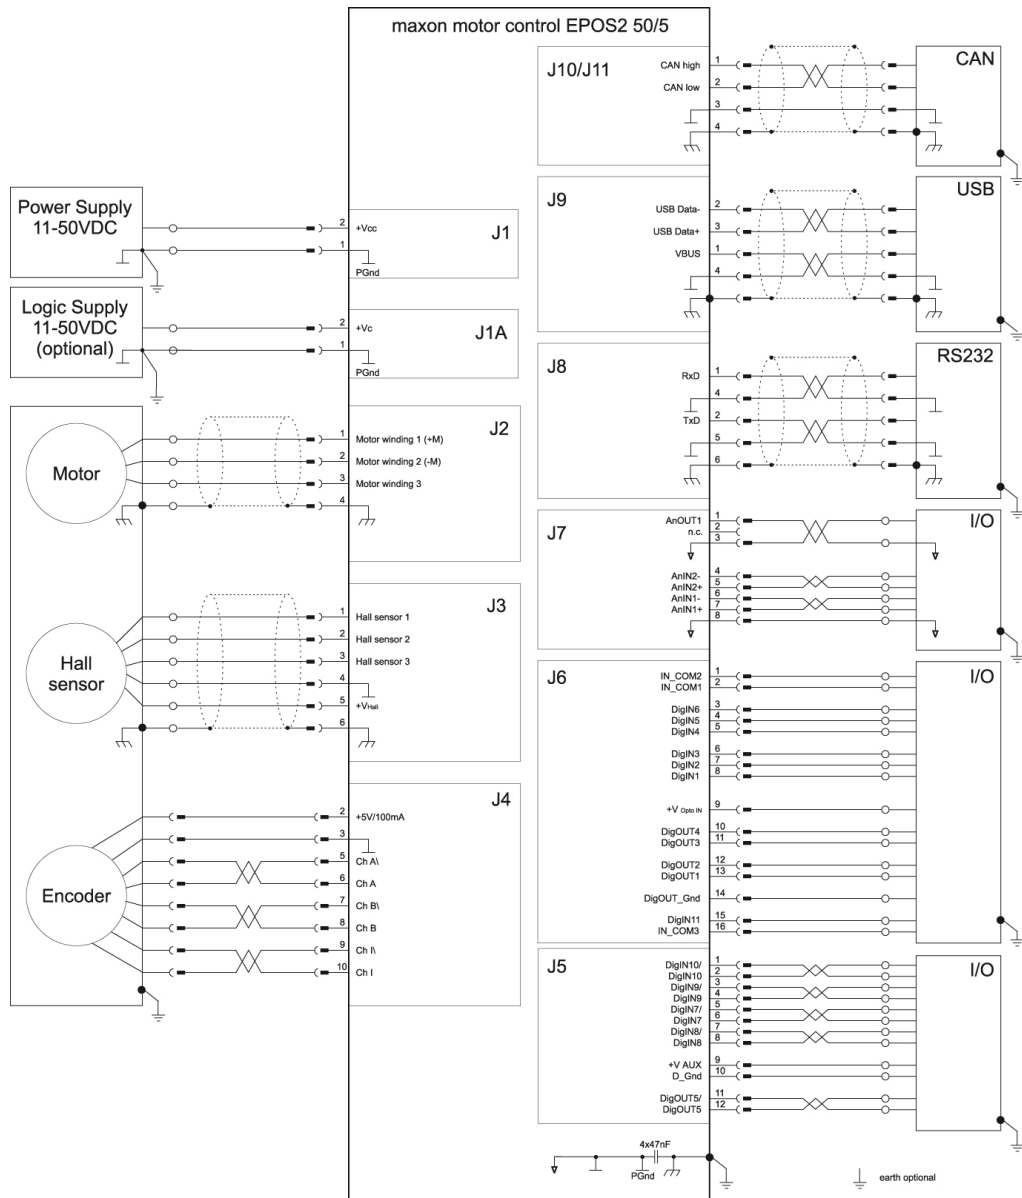 maxon motor control EPOS2 50/5
Power Supply
11-50VDC
2
+Vcc
1
PGnd
J1
Logic Supply
11-50VDC
(optional)
2
+Vc
1
PGnd
J1A
Motor
1
Motor winding 1 (+M)
2
Motor winding 2 (-M)
3
Motor winding 3
4
J2
Hall
sensor
1
Hall sensor 1
2
Hall sensor 2
3
Hall sensor 3
4
5
+VHall
6
J3
Encoder
2
+5V/100mA
3
5
Ch A\
6
Ch A
7
Ch B\
8
Ch B
9
Ch I\
10
Ch I
J4
J10/J11
CAN high
1
CAN low
2
3
4
CAN
J9
USB Data-
2
USB Data+
3
VBUS
1
4
USB
J8
RxD
1
4
TxD
2
5
6
RS232
J7
AnOUT1
1
n.c.
2
3
AnIN2-
4
AnIN2+
5
AnIN1-
6
AnIN1+
7
8
I/O
J6
IN_COM2
1
IN_COM1
2
DigIN6
3
DigIN5
4
DigIN4
5
DigIN3
6
DigIN2
7
DigIN1
8
+V Opto IN
9
DigOUT4
10
DigOUT3
11
DigOUT2
12
DigOUT1
13
DigOUT_Gnd
14
DigIN11
15
IN_COM3
16
I/O
J5
DigIN10/
1
DigIN10
2
DigIN9/
3
DigIN9
4
DigIN7/
5
DigIN7
6
DigIN8/
7
DigIN8
8
+V AUX
9
D_Gnd
10
DigOUT5/
11
DigOUT5
12
I/O
4x47nF
PGnd
earth optional